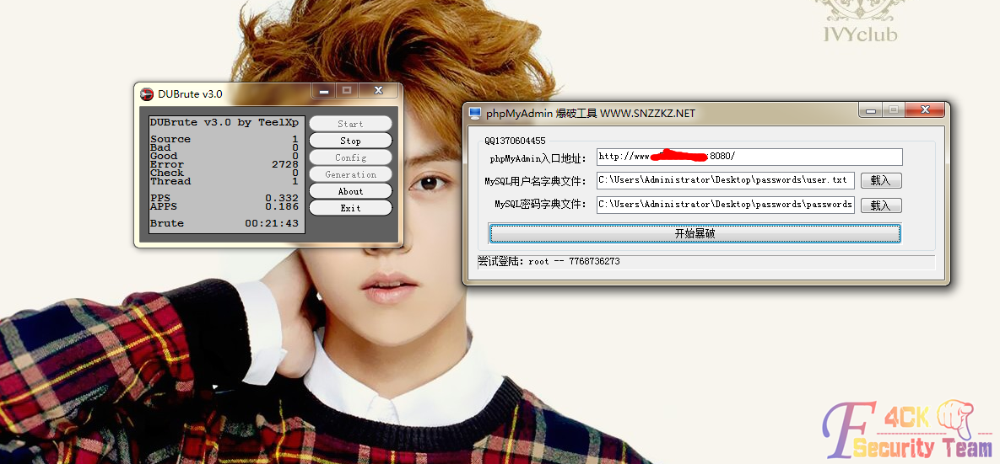 IVYclub
DUBrute v3.0
DUBrute v3.0 by TeelXp
Source 1
Bad 0
Good 0
Error 2728
Check 0
Thread 1
PPS 0.332
APPS 0.186
Brute 00:21:43
Start
Stop
Config
Generation
About
Exit
phpMyAdmin 爆破工具 WWW.SNZZKZ.NET
QQ1370604455
phpMyAdmin入口地址: http://www. :8080/
MySQL用户名字典文件: C:\Users\Administrator\Desktop\passwords\user.txt 载入
MySQL密码字典文件: C:\Users\Administrator\Desktop\passwords\passwords 载入
开始暴破
尝试登陆: root -- 7768736273
F4CK
Security Team